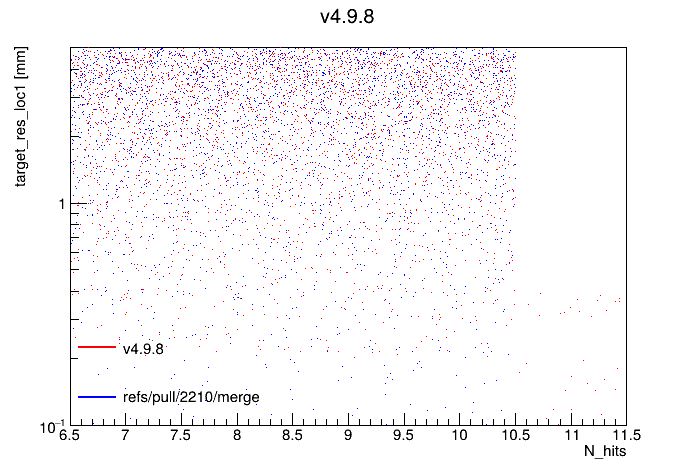 v4.9.8
target_res_loc1 [mm]
1
10⁻¹
v4.9.8
refs/pull/2210/merge
6.5 7 7.5 8 8.5 9 9.5 10 10.5 11 11.5
N_hits